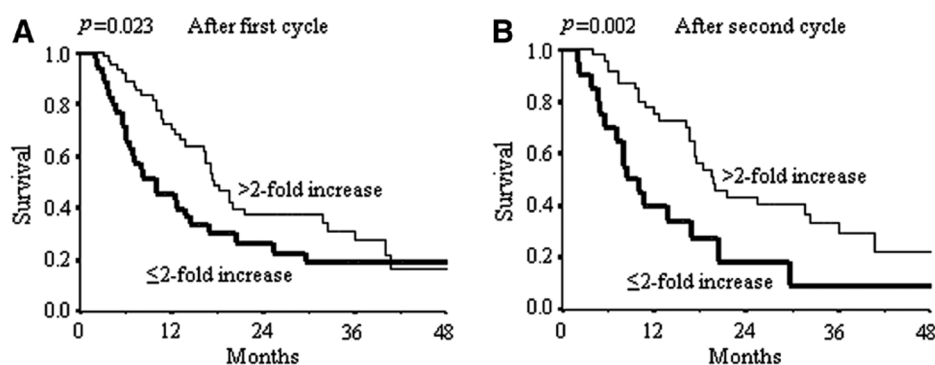 A p=0.023 After first cycle
1.0
0.8
0.6
0.4
0.2
0.0
Survival
>2-fold increase
≤2-fold increase
0 12 24 36 48
Months
B p=0.002 After second cycle
1.0
0.8
0.6
0.4
0.2
0.0
Survival
>2-fold increase
≤2-fold increase
0 12 24 36 48
Months